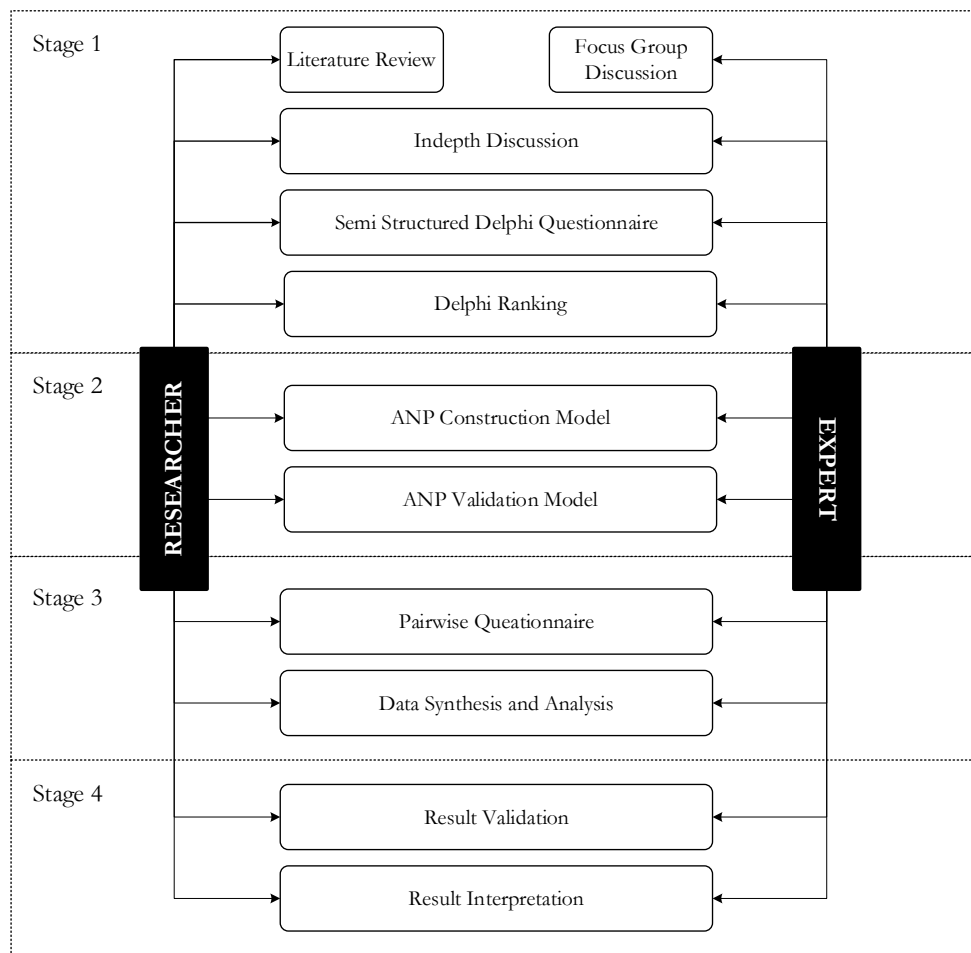 Stage 1
Literature Review
Focus Group
Discussion
Indepth Discussion
Semi Structured Delphi Questionnaire
Delphi Ranking
Stage 2
RESEARCHER
EXPERT
ANP Construction Model
ANP Validation Model
Stage 3
Pairwise Queationnaire
Data Synthesis and Analysis
Stage 4
Result Validation
Result Interpretation